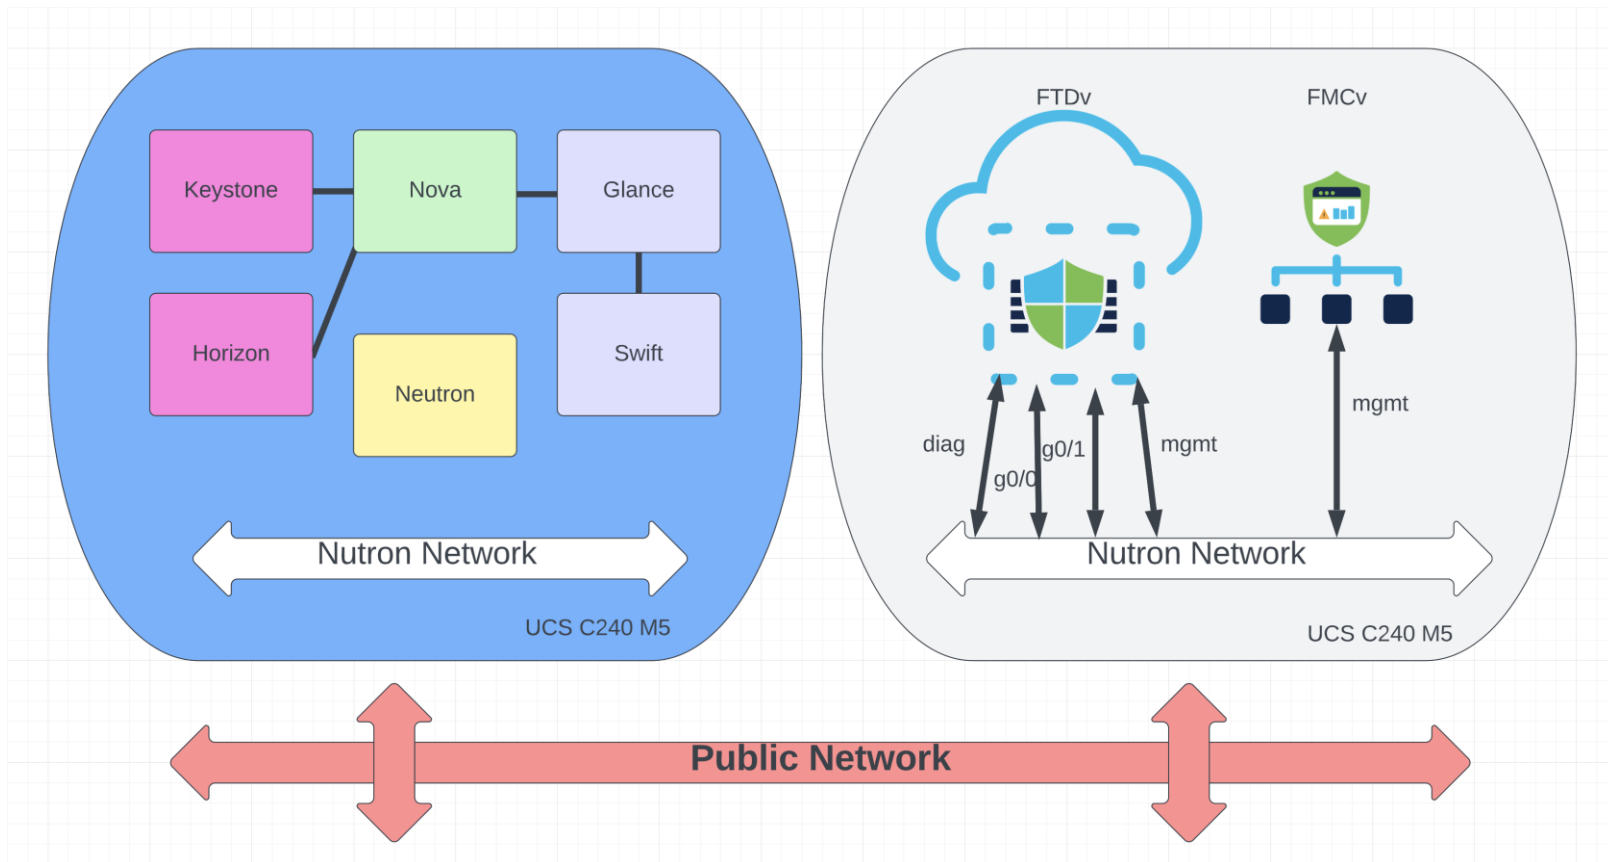 Keystone
Nova
Glance
Horizon
Neutron
Swift
Nutron Network
UCS C240 M5
FTDv
FMCv
diag
g0/0
g0/1
mgmt
mgmt
Nutron Network
UCS C240 M5
Public Network